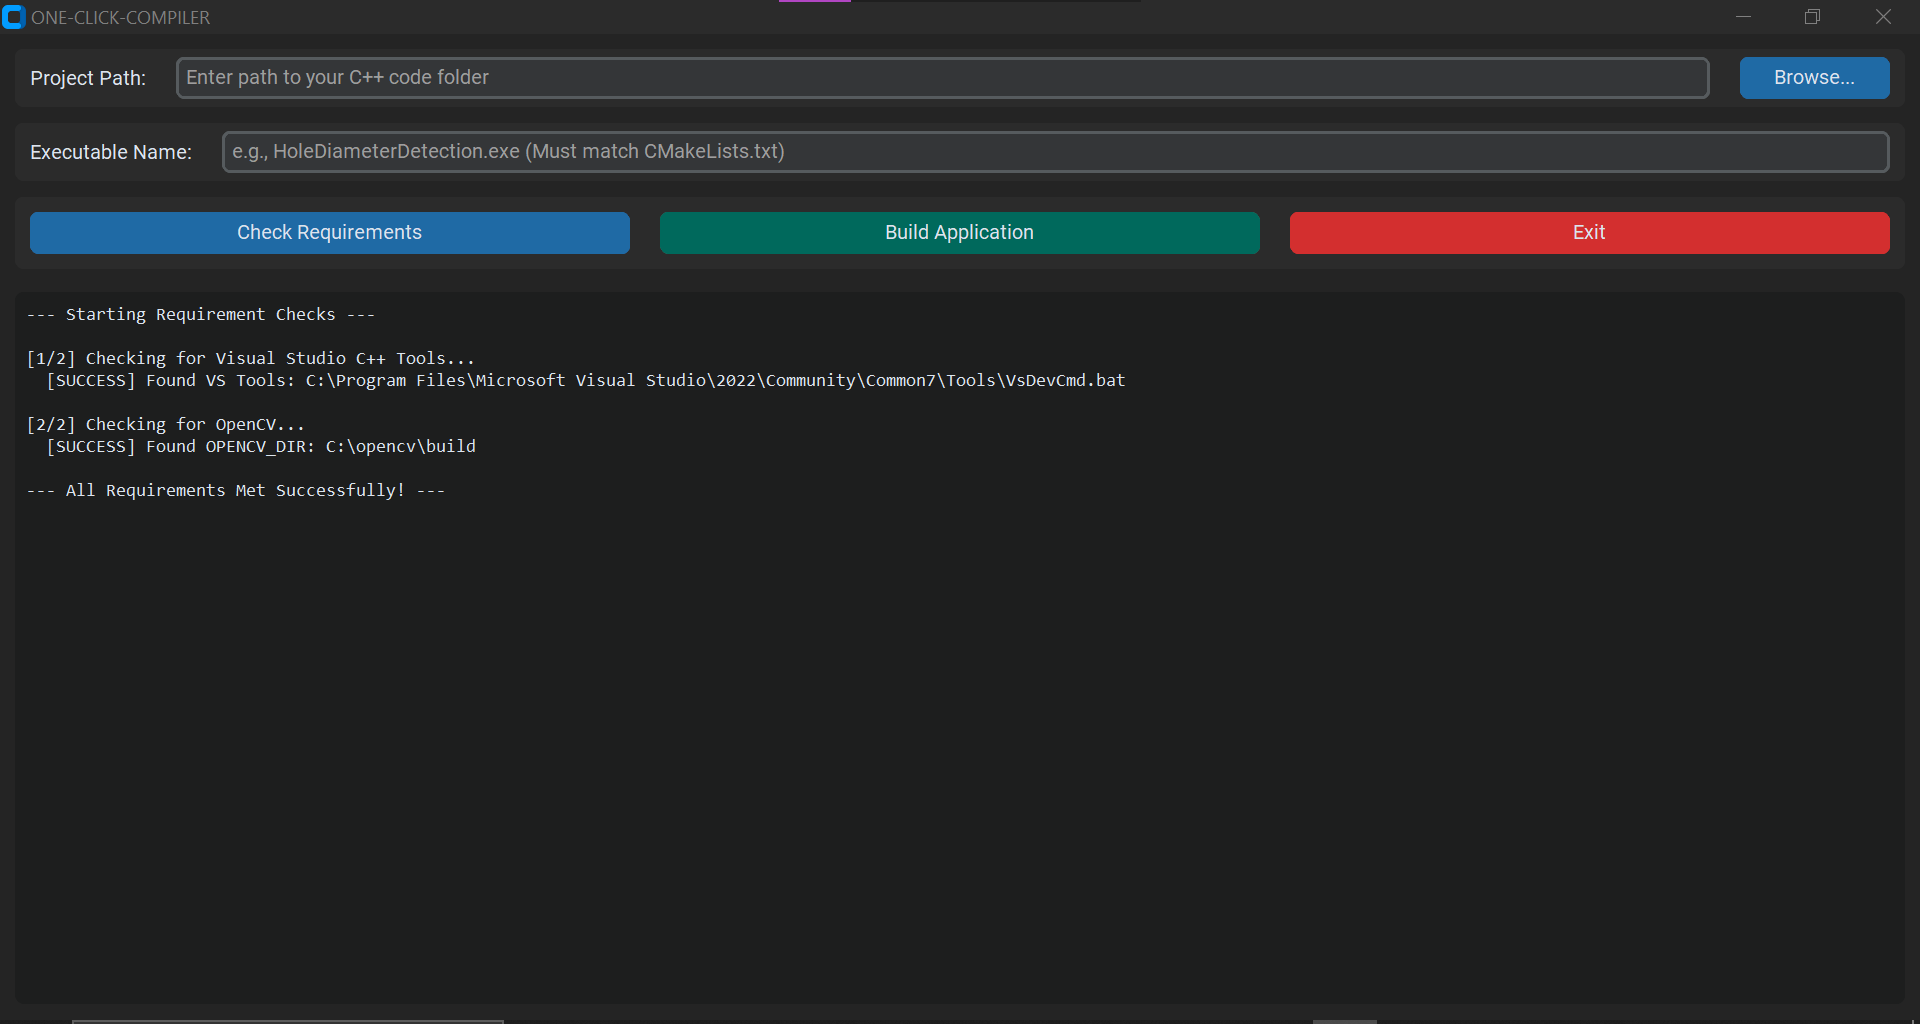 ONE-CLICK-COMPILER
Project Path:
Enter path to your C++ code folder
Browse...
Executable Name:
e.g., HoleDiameterDetection.exe (Must match CMakeLists.txt)
Check Requirements
Build Application
Exit
--- Starting Requirement Checks ---
[1/2] Checking for Visual Studio C++ Tools...
[SUCCESS] Found VS Tools: C:\Program Files\Microsoft Visual Studio\2022\Community\Common7\Tools\VsDevCmd.bat
[2/2] Checking for OpenCV...
[SUCCESS] Found OPENCV_DIR: C:\opencv\build
--- All Requirements Met Successfully! ---